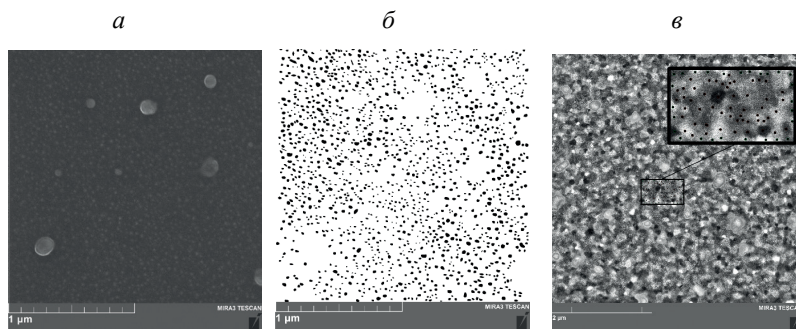 а б в
MIRA3 TESCAN MIRA3 TESCAN MIRA3 TESCAN
1 μm 1 μm 2 μm